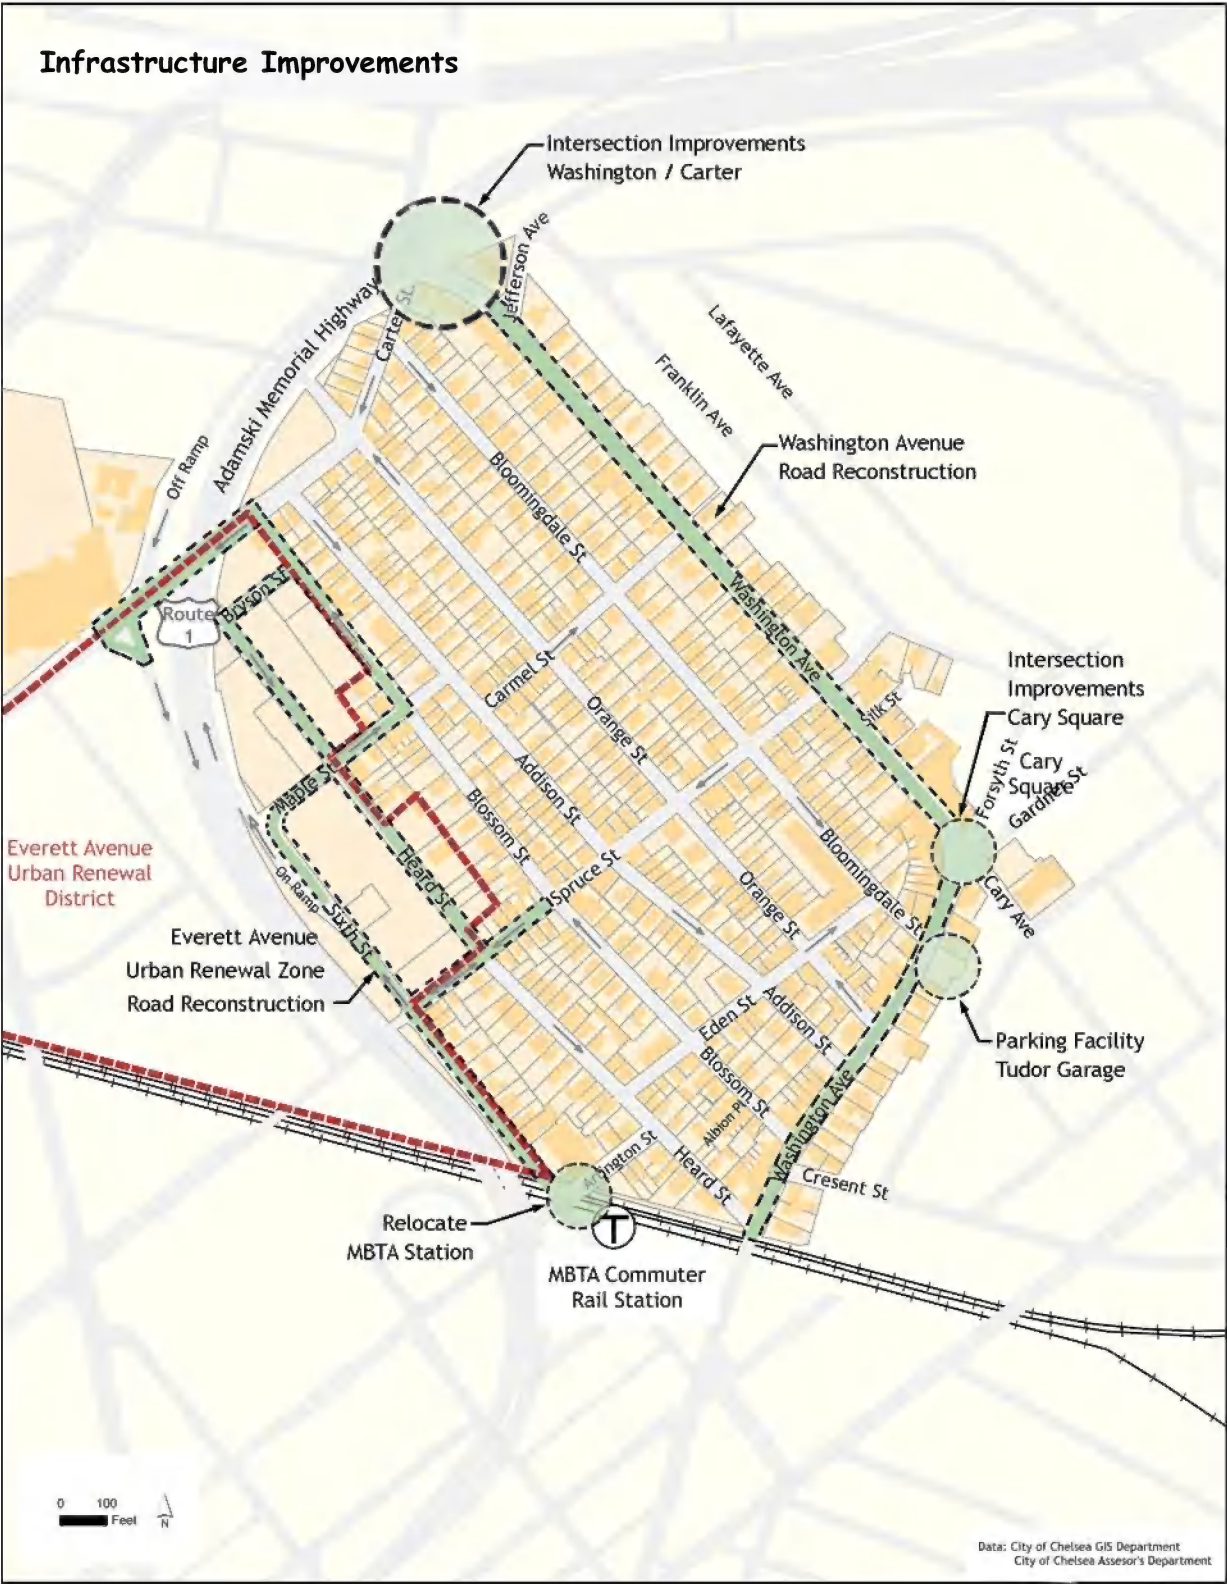 Infrastructure Improvements
Intersection Improvements
Washington / Carter
Jefferson Ave
Carter St.
Adamski Memorial Highway
Off Ramp
Lafayette Ave
Franklin Ave
Washington Avenue
Road Reconstruction
Bloomingdale St
Route
1
Bryson St
Washington Ave
Carmel St
Orange St
Silk St
Intersection
Improvements
Cary Square
Forsyth St
Cary
Square
Gardner St
Maple St
Addison St
Blossom St
Everett Avenue
Urban Renewal
District
On Ramp
Heard St
Sixth St
Spruce St
Bloomingdale St
Orange St
Cary Ave
Everett Avenue
Urban Renewal Zone
Road Reconstruction
Eden St
Addison St
Parking Facility
Tudor Garage
Blossom St
Albion Pl
Washington Ave
Arlington St
Heard St
Cresent St
Relocate
MBTA Station
T
MBTA Commuter
Rail Station
0 100
Feet
N
Data: City of Chelsea GIS Department
City of Chelsea Assesor's Department